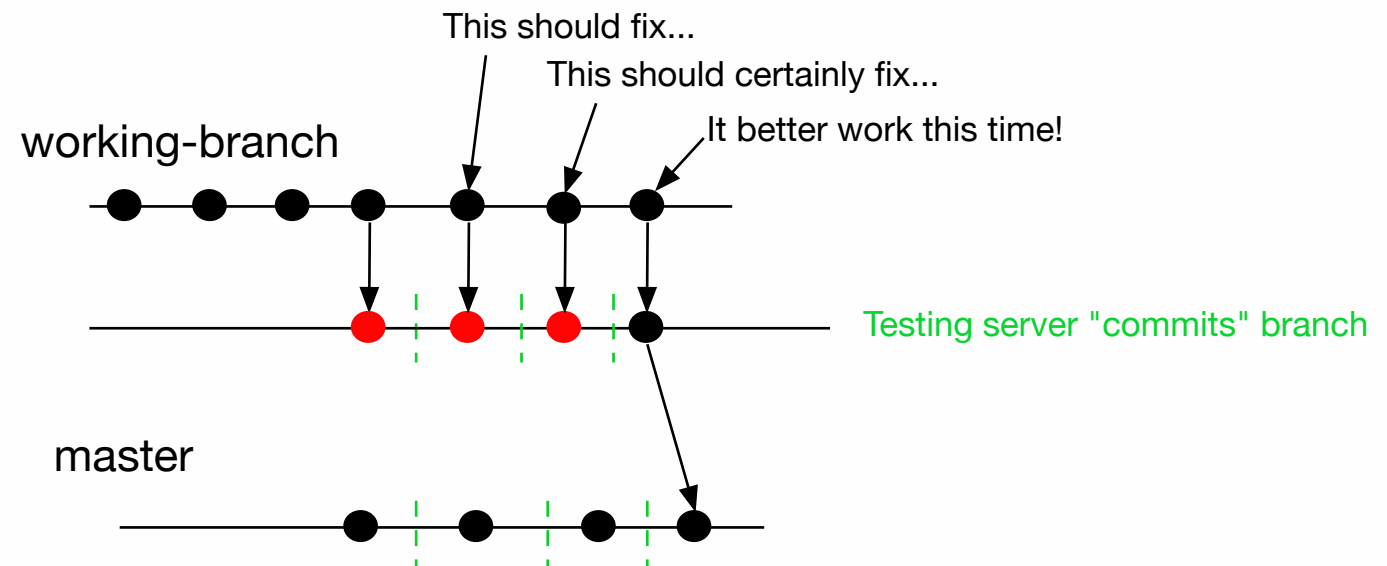 This should fix...
This should certainly fix...
It better work this time!
working-branch
Testing server "commits" branch
master